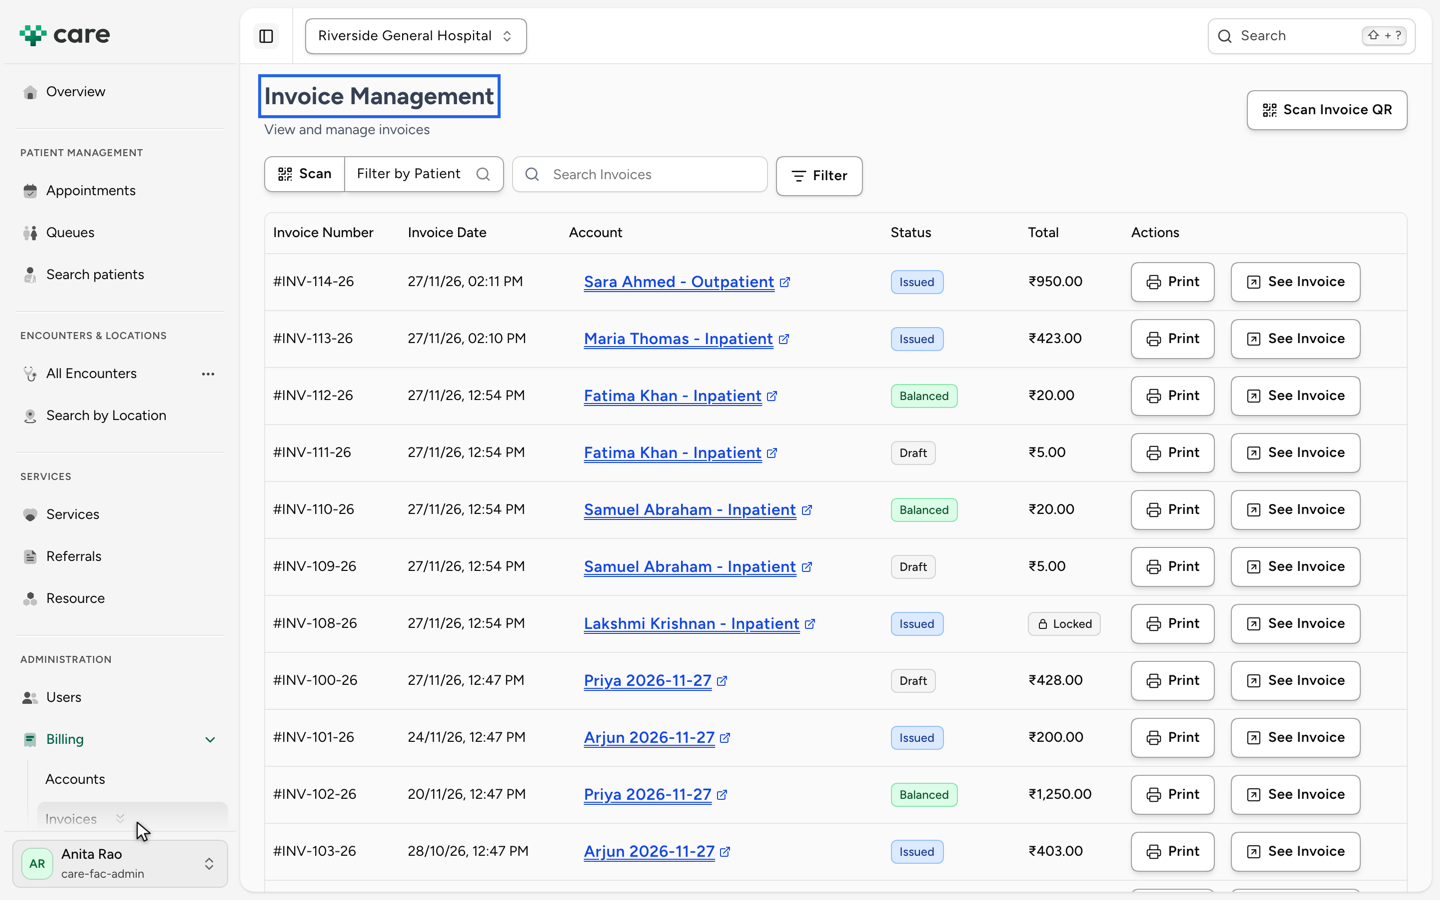 care
Riverside General Hospital
Search
+ ?
Overview
PATIENT MANAGEMENT
Appointments
Queues
Search patients
ENCOUNTERS & LOCATIONS
All Encounters
Search by Location
SERVICES
Services
Referrals
Resource
ADMINISTRATION
Users
Billing
Accounts
Invoices
AR
Anita Rao
care-fac-admin
Invoice Management
View and manage invoices
Scan Invoice QR
Scan Filter by Patient Search Invoices Filter
Invoice Number Invoice Date Account Status Total Actions
#INV-114-26 27/11/26, 02:11 PM Sara Ahmed - Outpatient Issued ₹950.00 Print See Invoice
#INV-113-26 27/11/26, 02:10 PM Maria Thomas - Inpatient Issued ₹423.00 Print See Invoice
#INV-112-26 27/11/26, 12:54 PM Fatima Khan - Inpatient Balanced ₹20.00 Print See Invoice
#INV-111-26 27/11/26, 12:54 PM Fatima Khan - Inpatient Draft ₹5.00 Print See Invoice
#INV-110-26 27/11/26, 12:54 PM Samuel Abraham - Inpatient Balanced ₹20.00 Print See Invoice
#INV-109-26 27/11/26, 12:54 PM Samuel Abraham - Inpatient Draft ₹5.00 Print See Invoice
#INV-108-26 27/11/26, 12:54 PM Lakshmi Krishnan - Inpatient Issued Locked Print See Invoice
#INV-100-26 27/11/26, 12:47 PM Priya 2026-11-27 Draft ₹428.00 Print See Invoice
#INV-101-26 24/11/26, 12:47 PM Arjun 2026-11-27 Issued ₹200.00 Print See Invoice
#INV-102-26 20/11/26, 12:47 PM Priya 2026-11-27 Balanced ₹1,250.00 Print See Invoice
#INV-103-26 28/10/26, 12:47 PM Arjun 2026-11-27 Issued ₹403.00 Print See Invoice